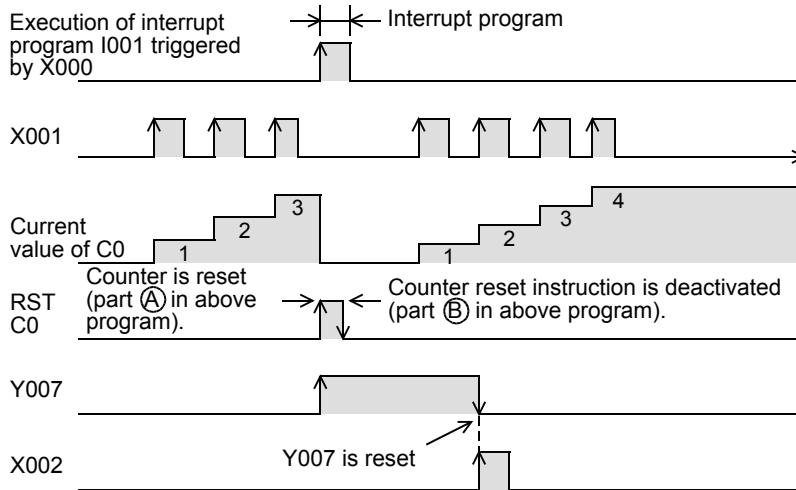 Execution of interrupt
program I001 triggered
by X000
Interrupt program
X001
Current
value of C0
1
2
3
1
2
3
4
RST
C0
Counter is reset
(part Ⓐ in above
program).
Counter reset instruction is deactivated
(part Ⓑ in above program).
Y007
Y007 is reset
X002